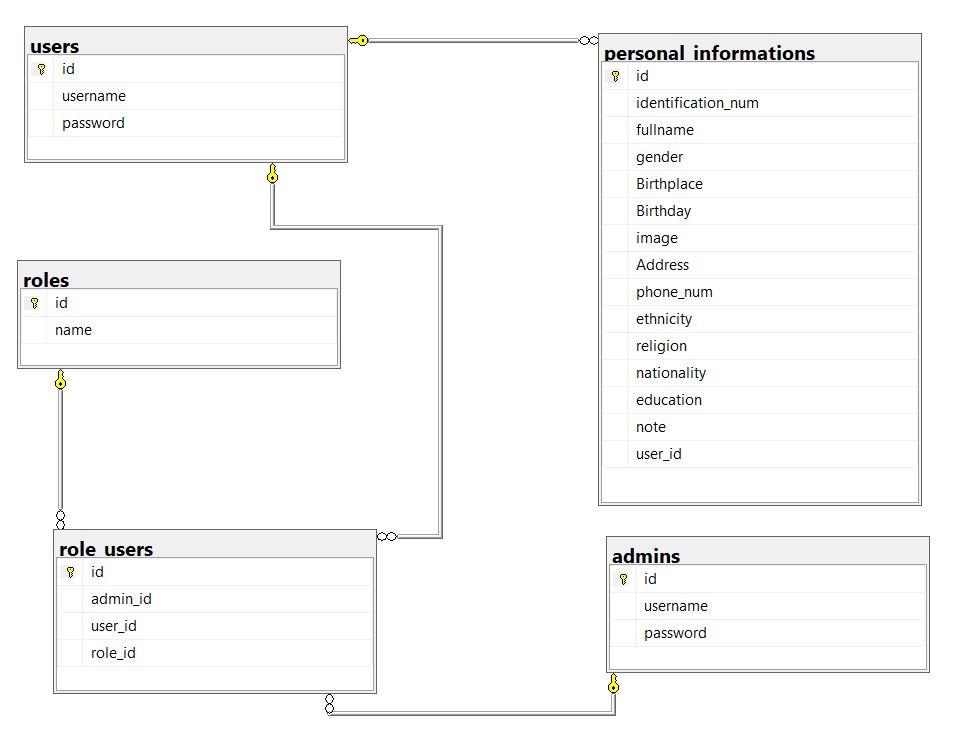 users
id
username
password
personal_informations
id
identification_num
fullname
gender
Birthplace
Birthday
image
Address
phone_num
ethnicity
religion
nationality
education
note
user_id
roles
id
name
role_users
id
admin_id
user_id
role_id
admins
id
username
password